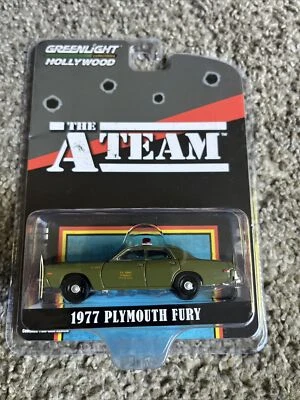 GREENLIGHT
HOLLYWOOD
THE
A TEAM
1977 PLYMOUTH FURY